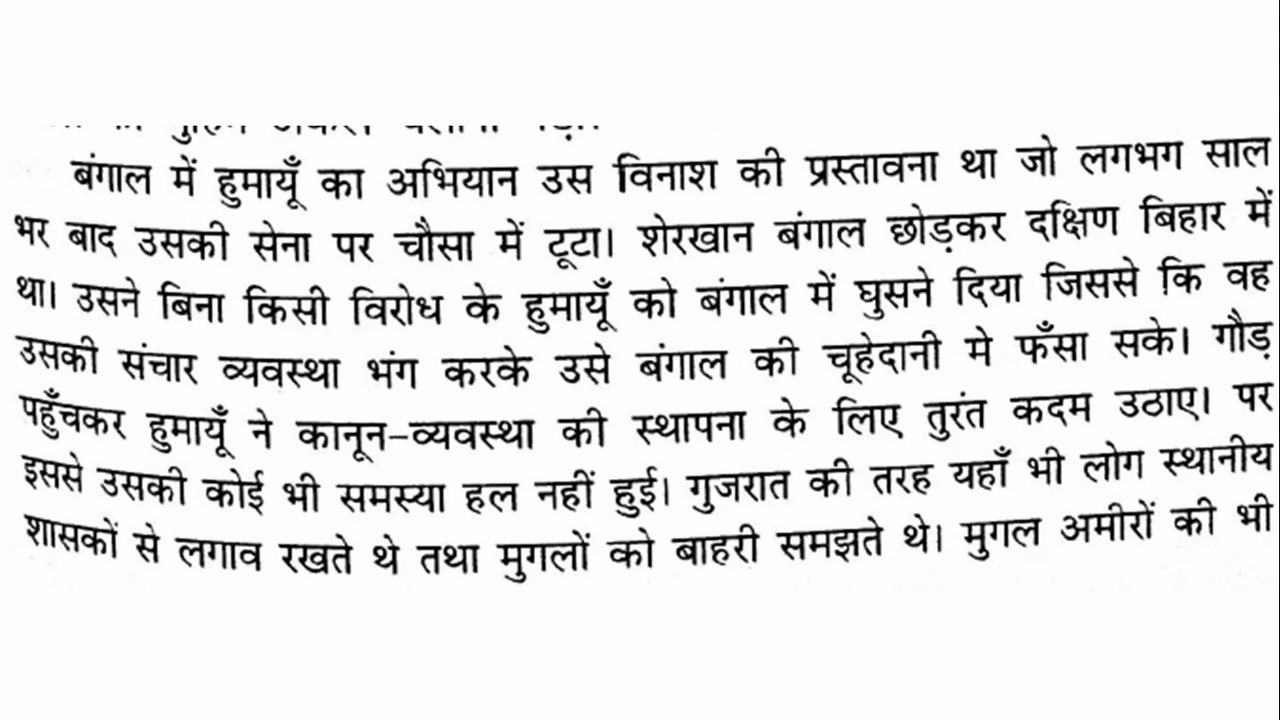 बंगाल में हुमायूँ का अभियान उस विनाश की प्रस्तावना था जो लगभग साल
भर बाद उसकी सेना पर चौसा में टूटा। शेरखान बंगाल छोड़कर दक्षिण बिहार में
था। उसने बिना किसी विरोध के हुमायूँ को बंगाल में घुसने दिया जिससे कि वह
उसकी संचार व्यवस्था भंग करके उसे बंगाल की चूहेदानी मे फँसा सके। गौड़
पहुँचकर हुमायूँ ने कानून-व्यवस्था की स्थापना के लिए तुरंत कदम उठाए। पर
इससे उसकी कोई भी समस्या हल नहीं हुई। गुजरात की तरह यहाँ भी लोग स्थानीय
शासकों से लगाव रखते थे तथा मुगलों को बाहरी समझते थे। मुगल अमीरों की भी